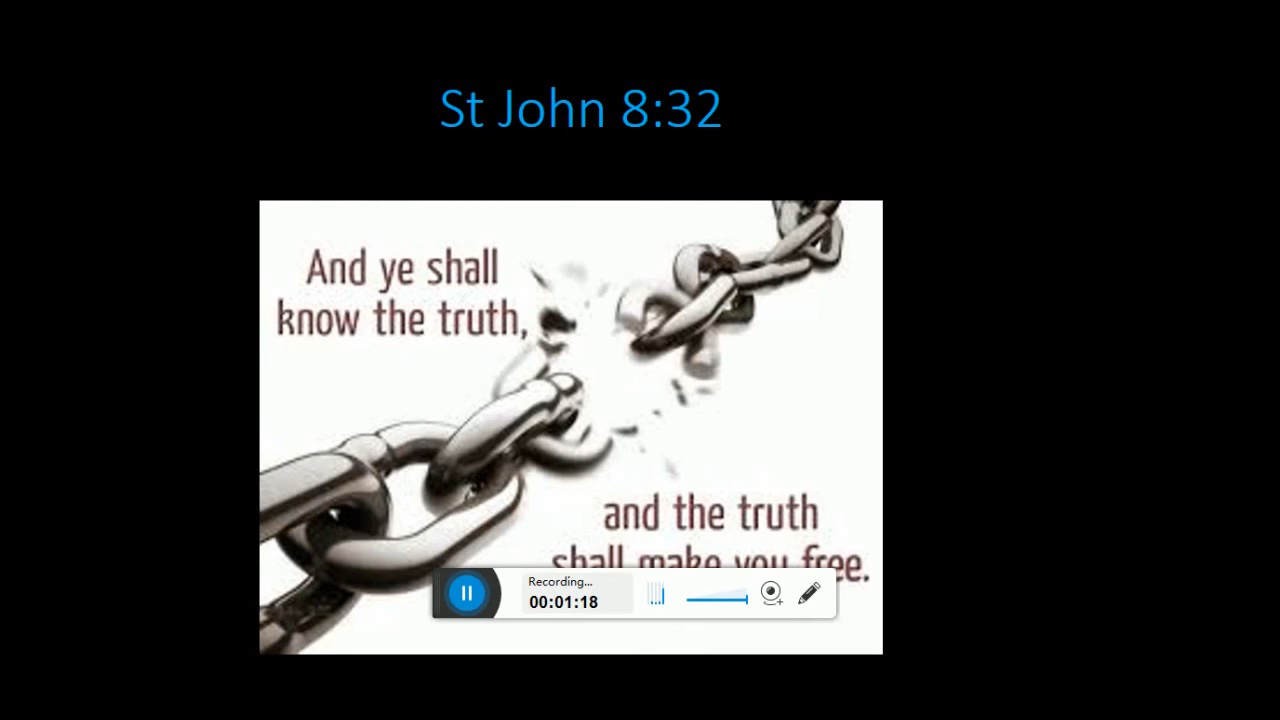 St John 8:32
And ye shall
know the truth,
and the truth
shall make you free.
Recording...
00:01:18